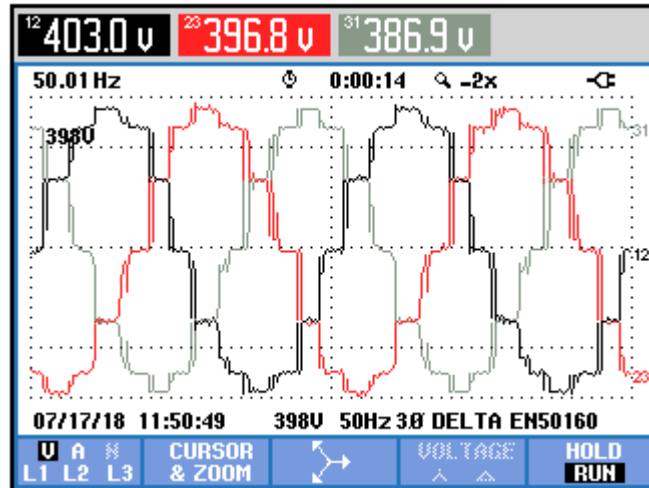 12 403.0 V 23 396.8 V 31 386.9 V
50.01 Hz 0:00:14 -2x
398V
31
12
23
07/17/18 11:50:49 398V 50Hz 3Ø DELTA EN50160
V A L1 L2 L3
CURSOR & ZOOM
VOLTAGE
HOLD
RUN